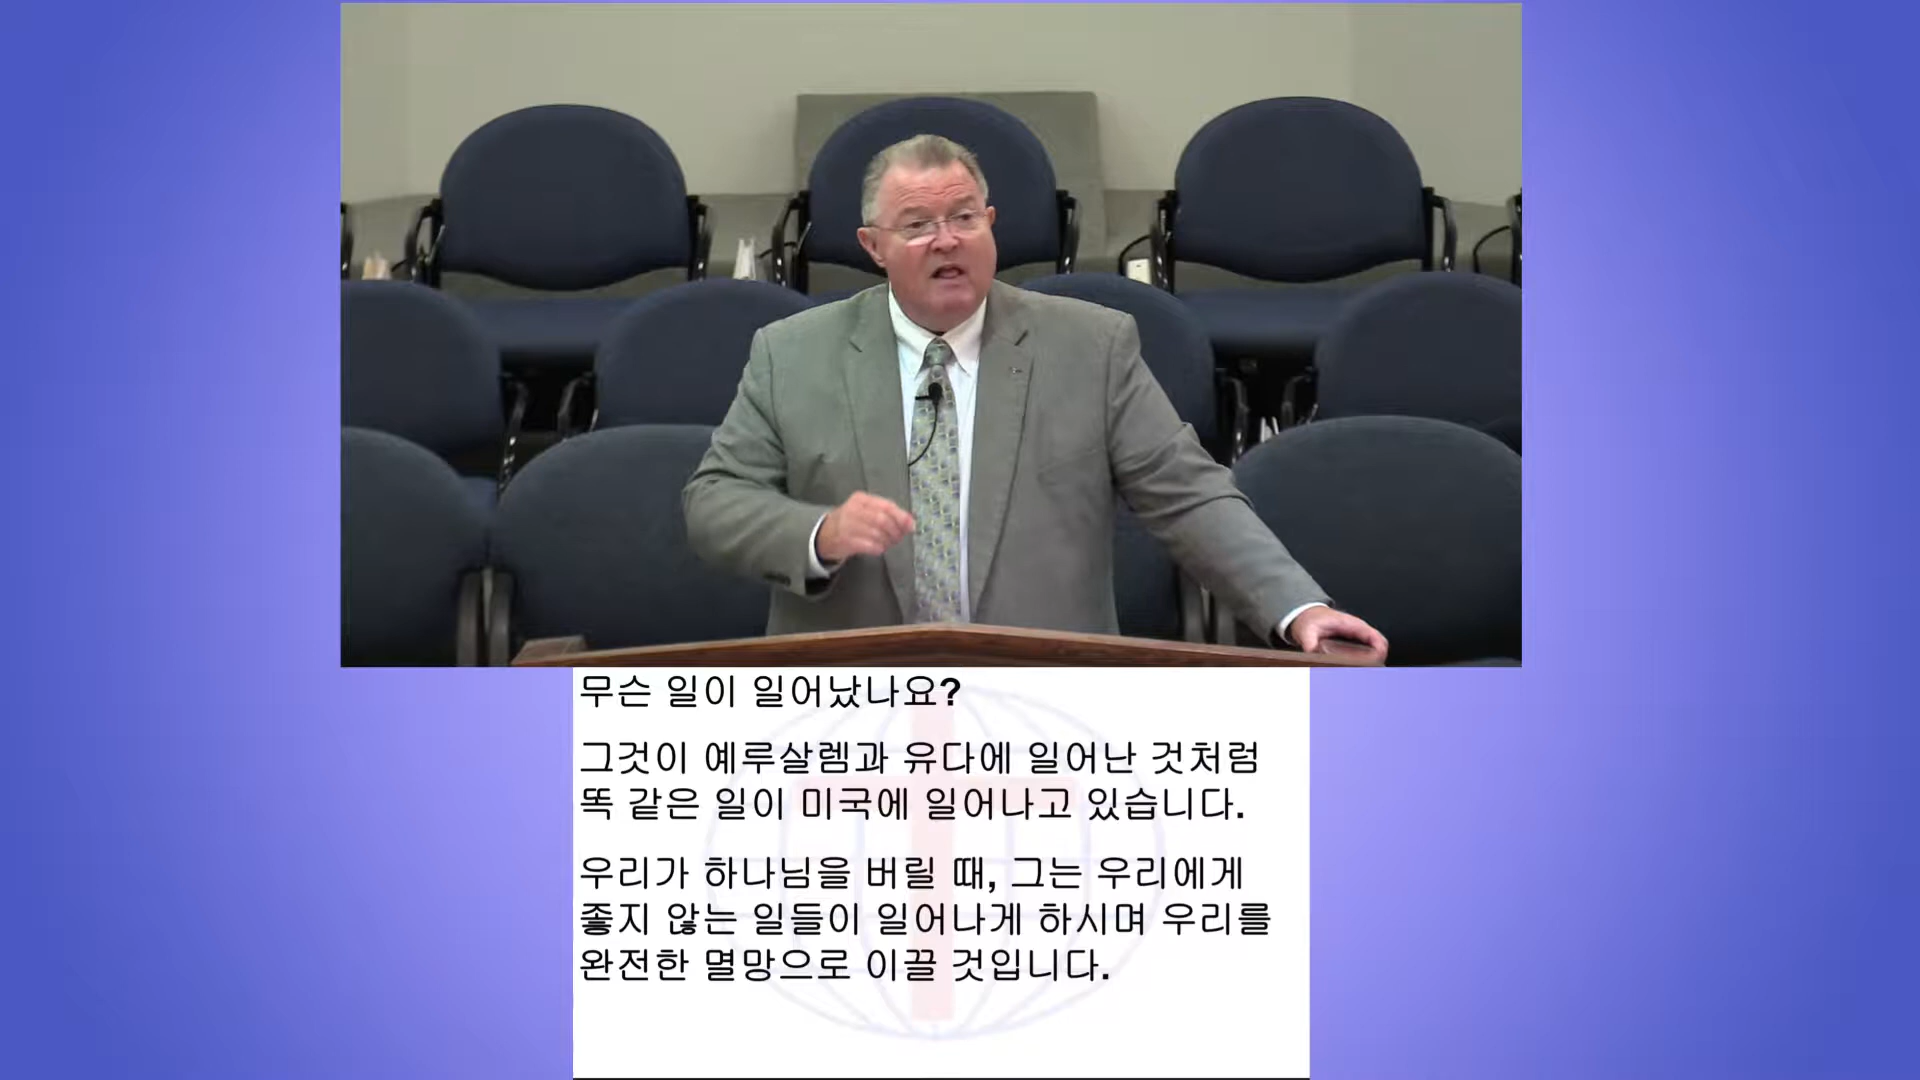 무슨 일이 일어났나요?
그것이 예루살렘과 유다에 일어난 것처럼
똑 같은 일이 미국에 일어나고 있습니다.
우리가 하나님을 버릴 때, 그는 우리에게
좋지 않는 일들이 일어나게 하시며 우리를
완전한 멸망으로 이끌 것입니다.